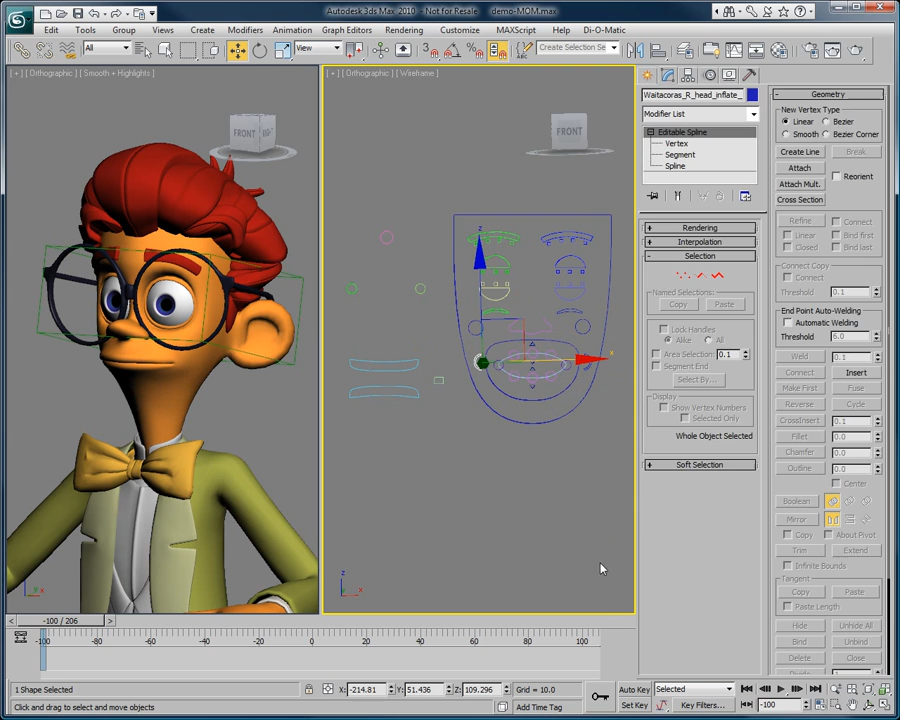 Autodesk 3ds Max 2010 - Not for Resale demo-MOM.max
Edit Tools Group Views Create Modifiers Animation Graph Editors Rendering Customize MAXScript Help Di-O-Matic
All View 3 Create Selection Se
[ + ] [ Orthographic ] [ Smooth + Highlights ]
FRONT
[ + ] [ Orthographic ] [ Wireframe ]
FRONT
z
x
z
x
z
x
Waitacoras_R_head_inflate_
Modifier List
Editable Spline
Vertex
Segment
Spline
+ Rendering
+ Interpolation
- Selection
Named Selections:
Copy Paste
Lock Handles
Alike All
Area Selection: 0.1
Segment End
Select By...
Display
Show Vertex Numbers
Selected Only
Whole Object Selected
+ Soft Selection
- Geometry
New Vertex Type
Linear Bezier
Smooth Bezier Corner
Create Line Break
Attach
Reorient
Attach Mult.
Cross Section
Refine Connect
Linear Bind first
Closed Bind last
Connect Copy
Connect
Threshold 0.1
End Point Auto-Welding
Automatic Welding
Threshold 6.0
Weld 0.1
Connect Insert
Make First Fuse
Reverse Cycle
CrossInsert 0.1
Fillet 0.0
Chamfer 0.0
Outline 0.0
Center
Boolean
Mirror
Copy About Pivot
Trim Extend
Infinite Bounds
Tangent
Copy Paste
Paste Length
Hide Unhide All
Bind Unbind
Delete Close
< -100 / 206 >
-100 -80 -60 -40 -20 0 20 40 60 80 100
1 Shape Selected X: -214.81 Y: 51.436 Z: 109.296 Grid = 10.0 Auto Key Selected
Click and drag to select and move objects Add Time Tag Set Key Key Filters... -100